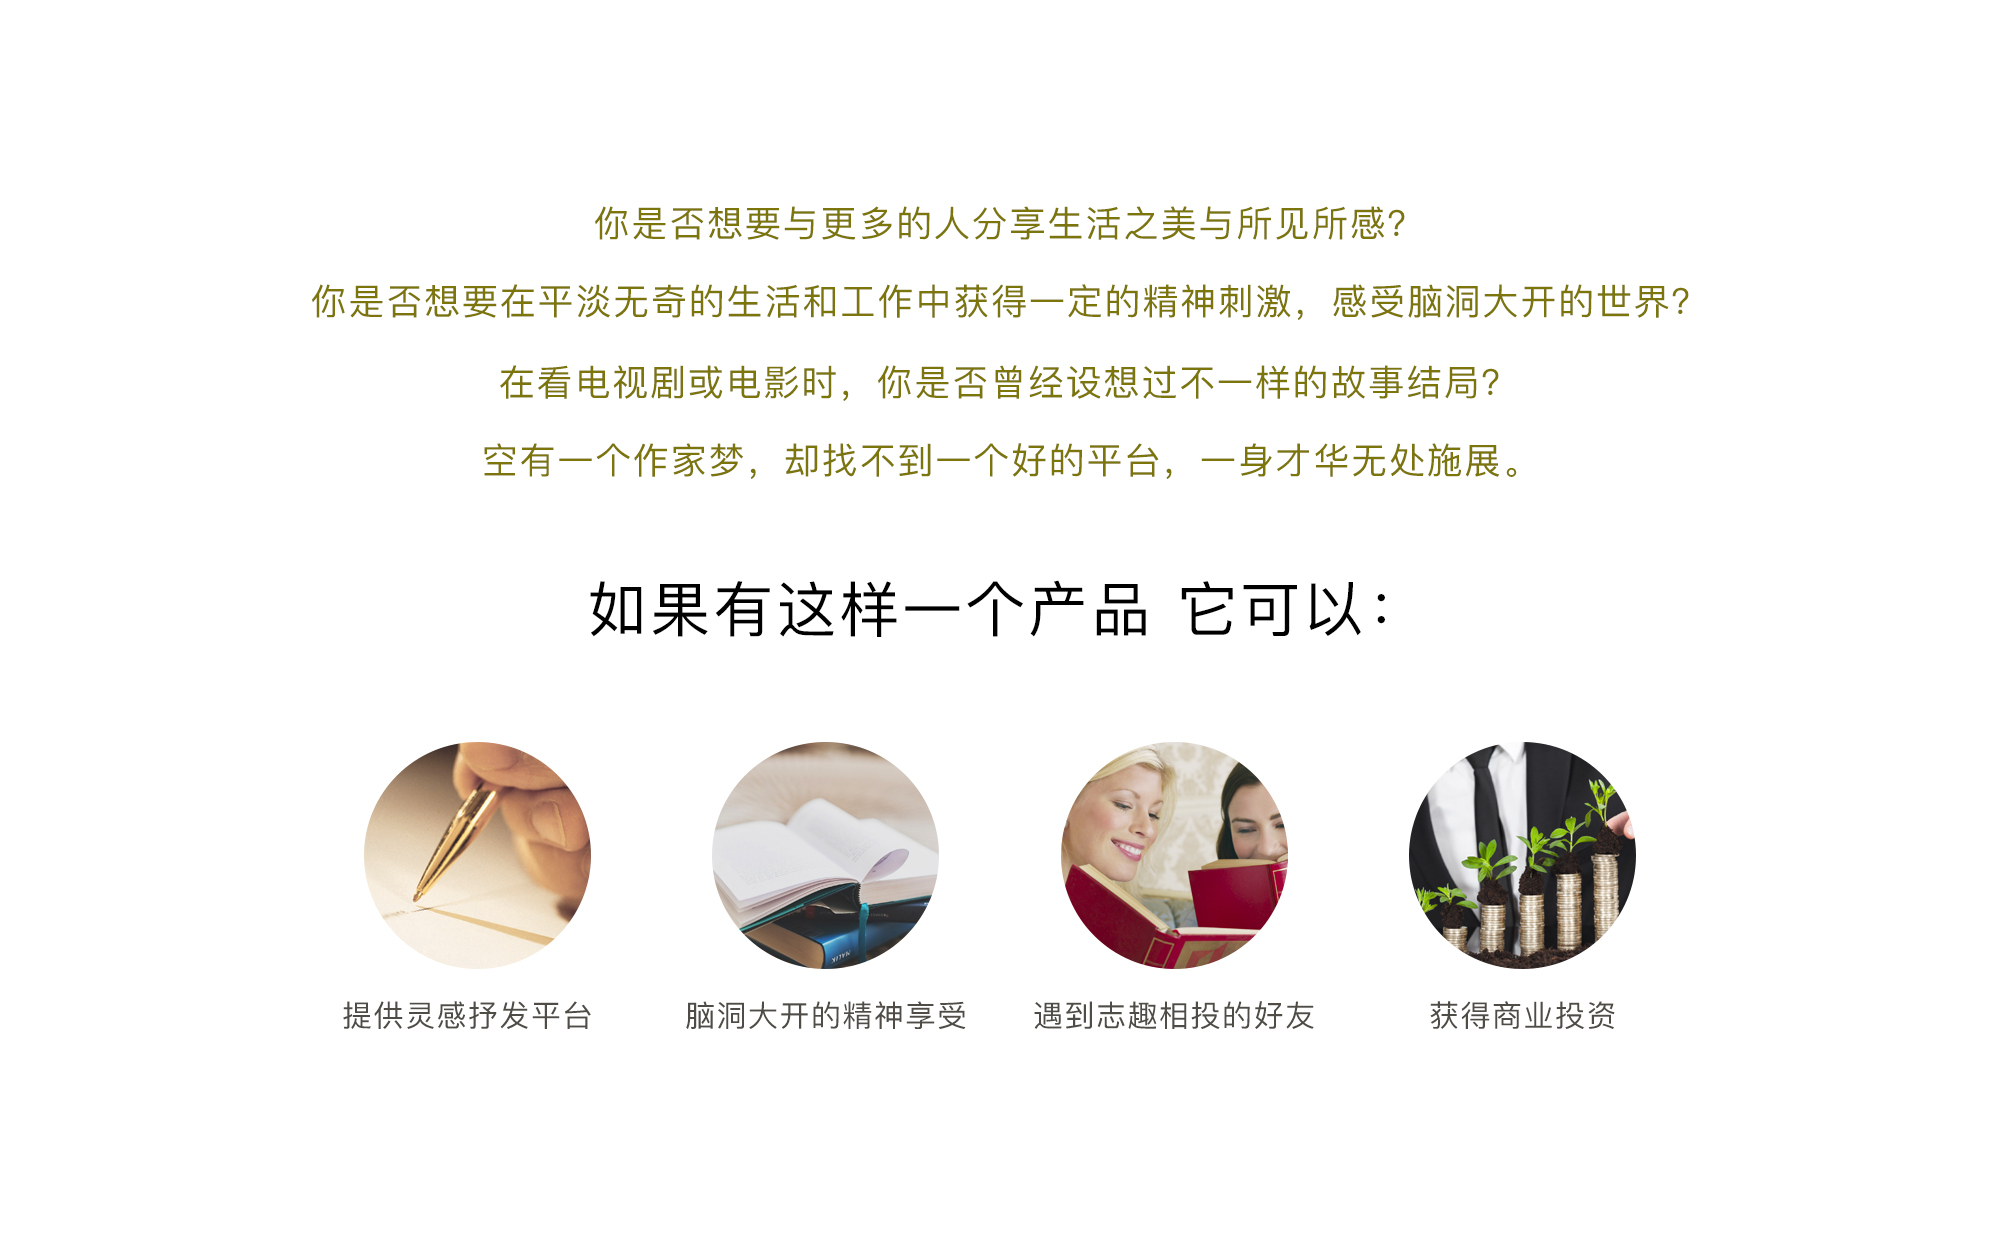 你是否想要与更多的人分享生活之美与所见所感?
你是否想要在平淡无奇的生活和工作中获得一定的精神刺激，感受脑洞大开的世界?
在看电视剧或电影时，你是否曾经设想过不一样的故事结局?
空有一个作家梦，却找不到一个好的平台，一身才华无处施展。
如果有这样一个产品 它可以：
MALIK
提供灵感抒发平台
脑洞大开的精神享受
遇到志趣相投的好友
获得商业投资